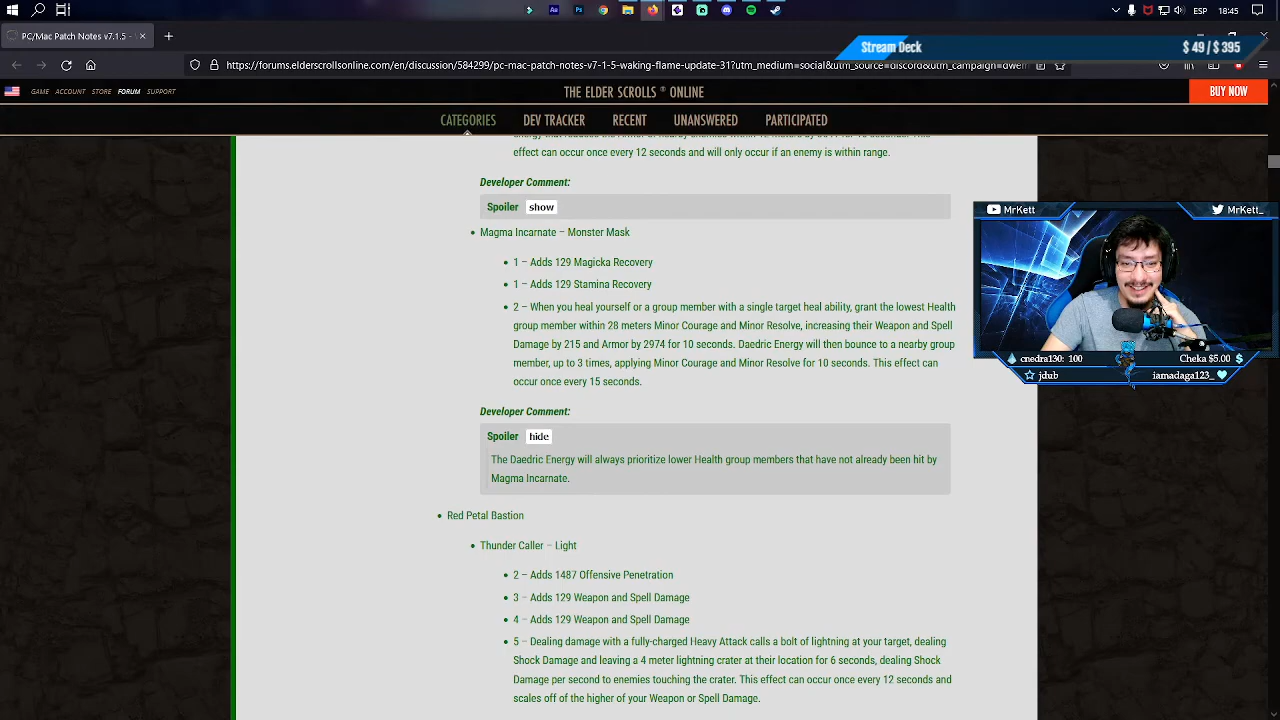 ESP
18:45
PC/Mac Patch Notes v7.1.5 -
Stream Deck
$ 49 / $ 395
https://forums.elderscrollsonline.com/en/discussion/584299/pc-mac-patch-notes-v7-1-5-waking-flame-update-31?utm_medium=social&utm_source=discord&utm_campaign=dwem
GAME ACCOUNT STORE FORUM SUPPORT
THE ELDER SCROLLS ® ONLINE
BUY NOW
CATEGORIES DEV TRACKER RECENT UNANSWERED PARTICIPATED
effect can occur once every 12 seconds and will only occur if an enemy is within range.
Developer Comment:
Spoiler show
MrKett
MrKett_
• Magma Incarnate – Monster Mask
• 1 – Adds 129 Magicka Recovery
• 1 – Adds 129 Stamina Recovery
• 2 – When you heal yourself or a group member with a single target heal ability, grant the lowest Health
group member within 28 meters Minor Courage and Minor Resolve, increasing their Weapon and Spell
Damage by 215 and Armor by 2974 for 10 seconds. Daedric Energy will then bounce to a nearby group
member, up to 3 times, applying Minor Courage and Minor Resolve for 10 seconds. This effect can
occur once every 15 seconds.
cnedra130: 100
Cheka $5.00 $
jdub
iamadaga123_
Developer Comment:
Spoiler hide
The Daedric Energy will always prioritize lower Health group members that have not already been hit by
Magma Incarnate.
• Red Petal Bastion
• Thunder Caller – Light
• 2 – Adds 1487 Offensive Penetration
• 3 – Adds 129 Weapon and Spell Damage
• 4 – Adds 129 Weapon and Spell Damage
• 5 – Dealing damage with a fully-charged Heavy Attack calls a bolt of lightning at your target, dealing
Shock Damage and leaving a 4 meter lightning crater at their location for 6 seconds, dealing Shock
Damage per second to enemies touching the crater. This effect can occur once every 12 seconds and
scales off of the higher of your Weapon or Spell Damage.